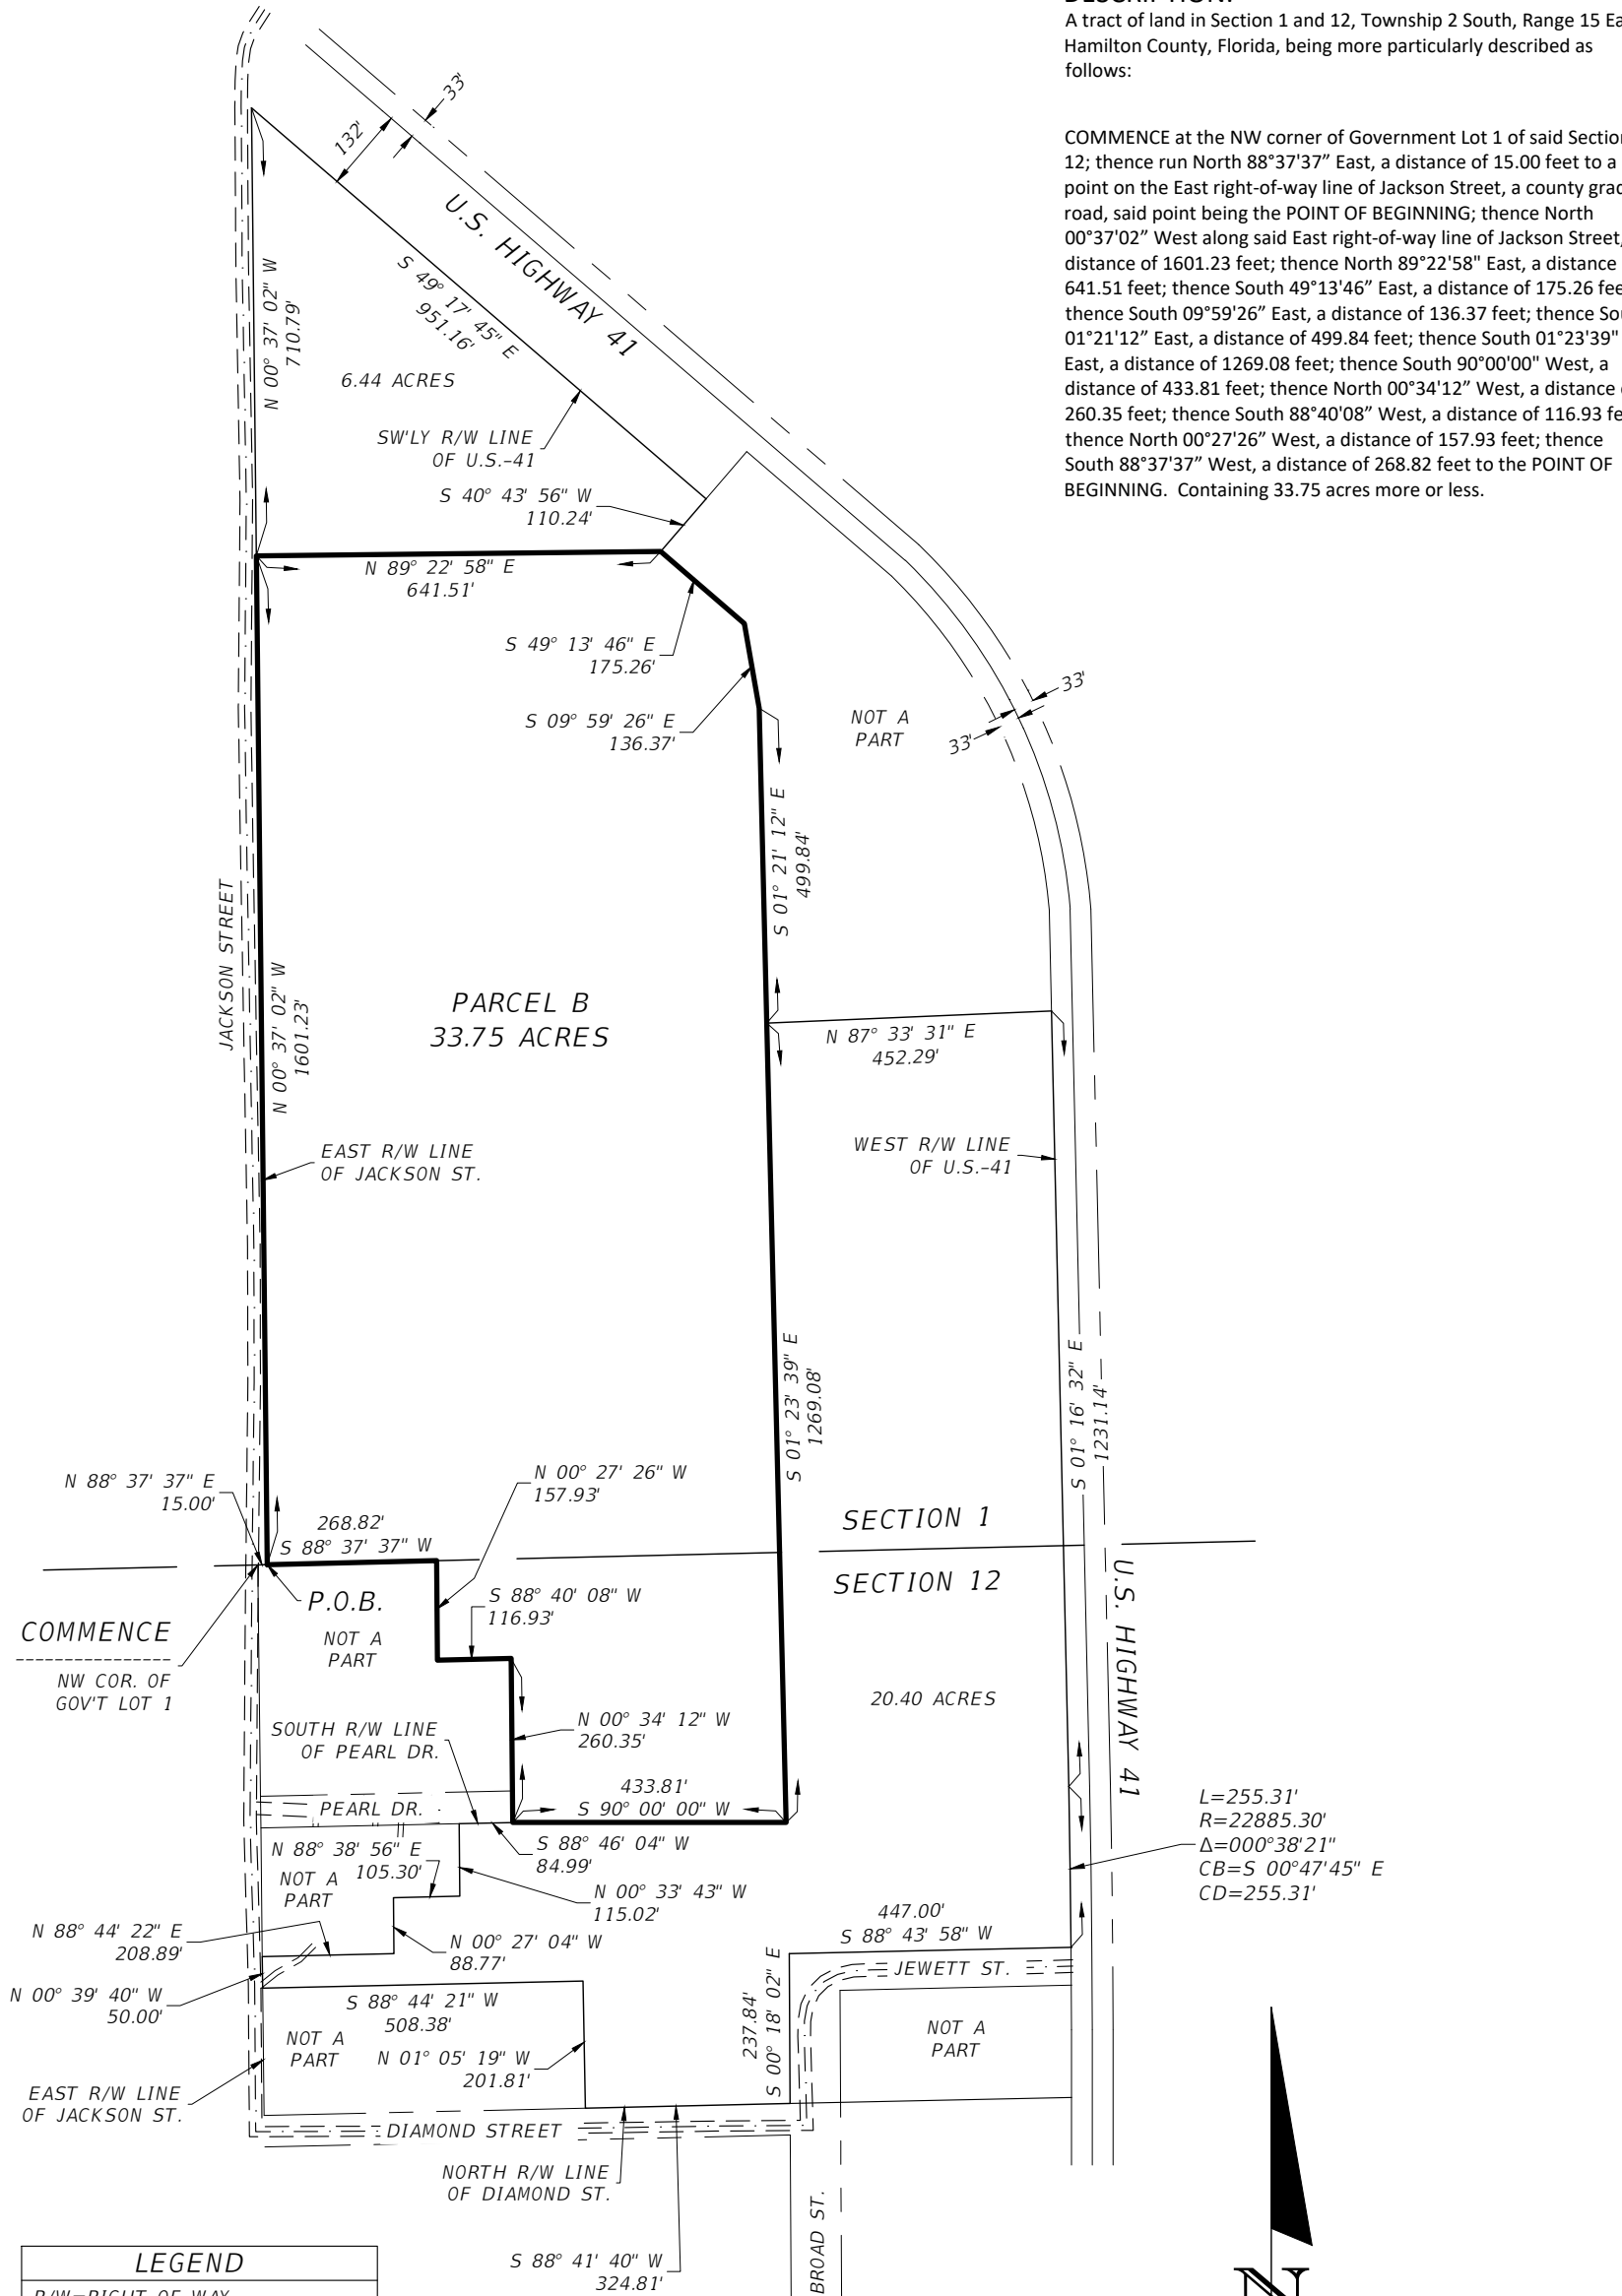 A tract of land in Section 1 and 12, Township 2 South, Range 15
Hamilton County, Florida, being more particularly described as
follows:
COMMENCE at the NW corner of Government Lot 1 of said
12; thence run North 88°37'37” East, a distance of 15.00 feet to a
point on the East right-of-way line of Jackson Street, a county
road, said point being the POINT OF BEGINNING; thence North
00°37'02” West along said East right-of-way line of Jackson Street,
distance of 1601.23 feet; thence North 89°22'58" East, a distance
641.51 feet; thence South 49°13'46” East, a distance of 175.26
thence South 09°59'26” East, a distance of 136.37 feet; thence
01°21'12” East, a distance of 499.84 feet; thence South 01°23'39"
East, a distance of 1269.08 feet; thence South 90°00'00" West, a
distance of 433.81 feet; thence North 00°34'12” West, a distance
260.35 feet; thence South 88°40'08” West, a distance of 116.93
thence North 00°27'26” West, a distance of 157.93 feet; thence
South 88°37'37” West, a distance of 268.82 feet to the POINT OF
BEGINNING. Containing 33.75 acres more or less.
33'
132'
U.S. HIGHWAY 41
S 49° 17' 45" E
951.16'
N 00° 37' 02" W
710.79'
6.44 ACRES
SW'LY R/W LINE
OF U.S.-41
S 40° 43' 56" W
110.24'
N 89° 22' 58" E
641.51'
S 49° 13' 46" E
175.26'
S 09° 59' 26" E
136.37'
NOT A
PART
33'
33'
S 01° 21' 12" E
499.84'
JACKSON STREET
N 00° 37' 02" W
1601.23'
PARCEL B
33.75 ACRES
N 87° 33' 31" E
452.29'
EAST R/W LINE
OF JACKSON ST.
WEST R/W LINE
OF U.S.-41
S 01° 23' 39" E
1269.08'
S 01° 16' 32" E
1231.14'
N 88° 37' 37" E
15.00'
N 00° 27' 26" W
157.93'
268.82'
S 88° 37' 37" W
SECTION 1
SECTION 12
P.O.B.
S 88° 40' 08" W
116.93'
COMMENCE
NW COR. OF
GOV'T LOT 1
NOT A
PART
U.S. HIGHWAY 41
20.40 ACRES
SOUTH R/W LINE
OF PEARL DR.
N 00° 34' 12" W
260.35'
433.81'
S 90° 00' 00" W
PEARL DR.
L=255.31'
R=22885.30'
Δ=000°38'21"
CB=S 00°47'45" E
CD=255.31'
N 88° 38' 56" E
105.30'
S 88° 46' 04" W
84.99'
NOT A
PART
N 00° 33' 43" W
115.02'
N 88° 44' 22" E
208.89'
N 00° 27' 04" W
88.77'
447.00'
S 88° 43' 58" W
JEWETT ST.
N 00° 39' 40" W
50.00'
S 88° 44' 21" W
508.38'
237.84'
S 00° 18' 02" E
NOT A
PART
N 01° 05' 19" W
201.81'
NOT A
PART
EAST R/W LINE
OF JACKSON ST.
DIAMOND STREET
NORTH R/W LINE
OF DIAMOND ST.
BROAD ST.
S 88° 41' 40" W
324.81'
LEGEND
N